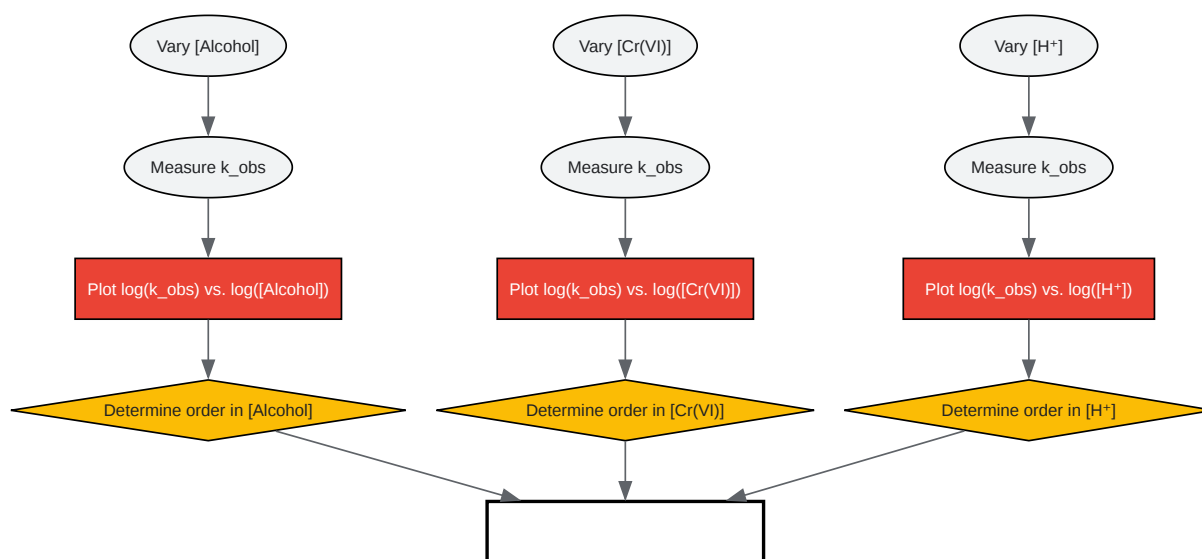 Vary [Alcohol]
Vary [Cr(VI)]
Vary [H⁺]
Measure k_obs
Measure k_obs
Measure k_obs
Plot log(k_obs) vs. log([Alcohol])
Plot log(k_obs) vs. log([Cr(VI)])
Plot log(k_obs) vs. log([H⁺])
Determine order in [Alcohol]
Determine order in [Cr(VI)]
Determine order in [H⁺]